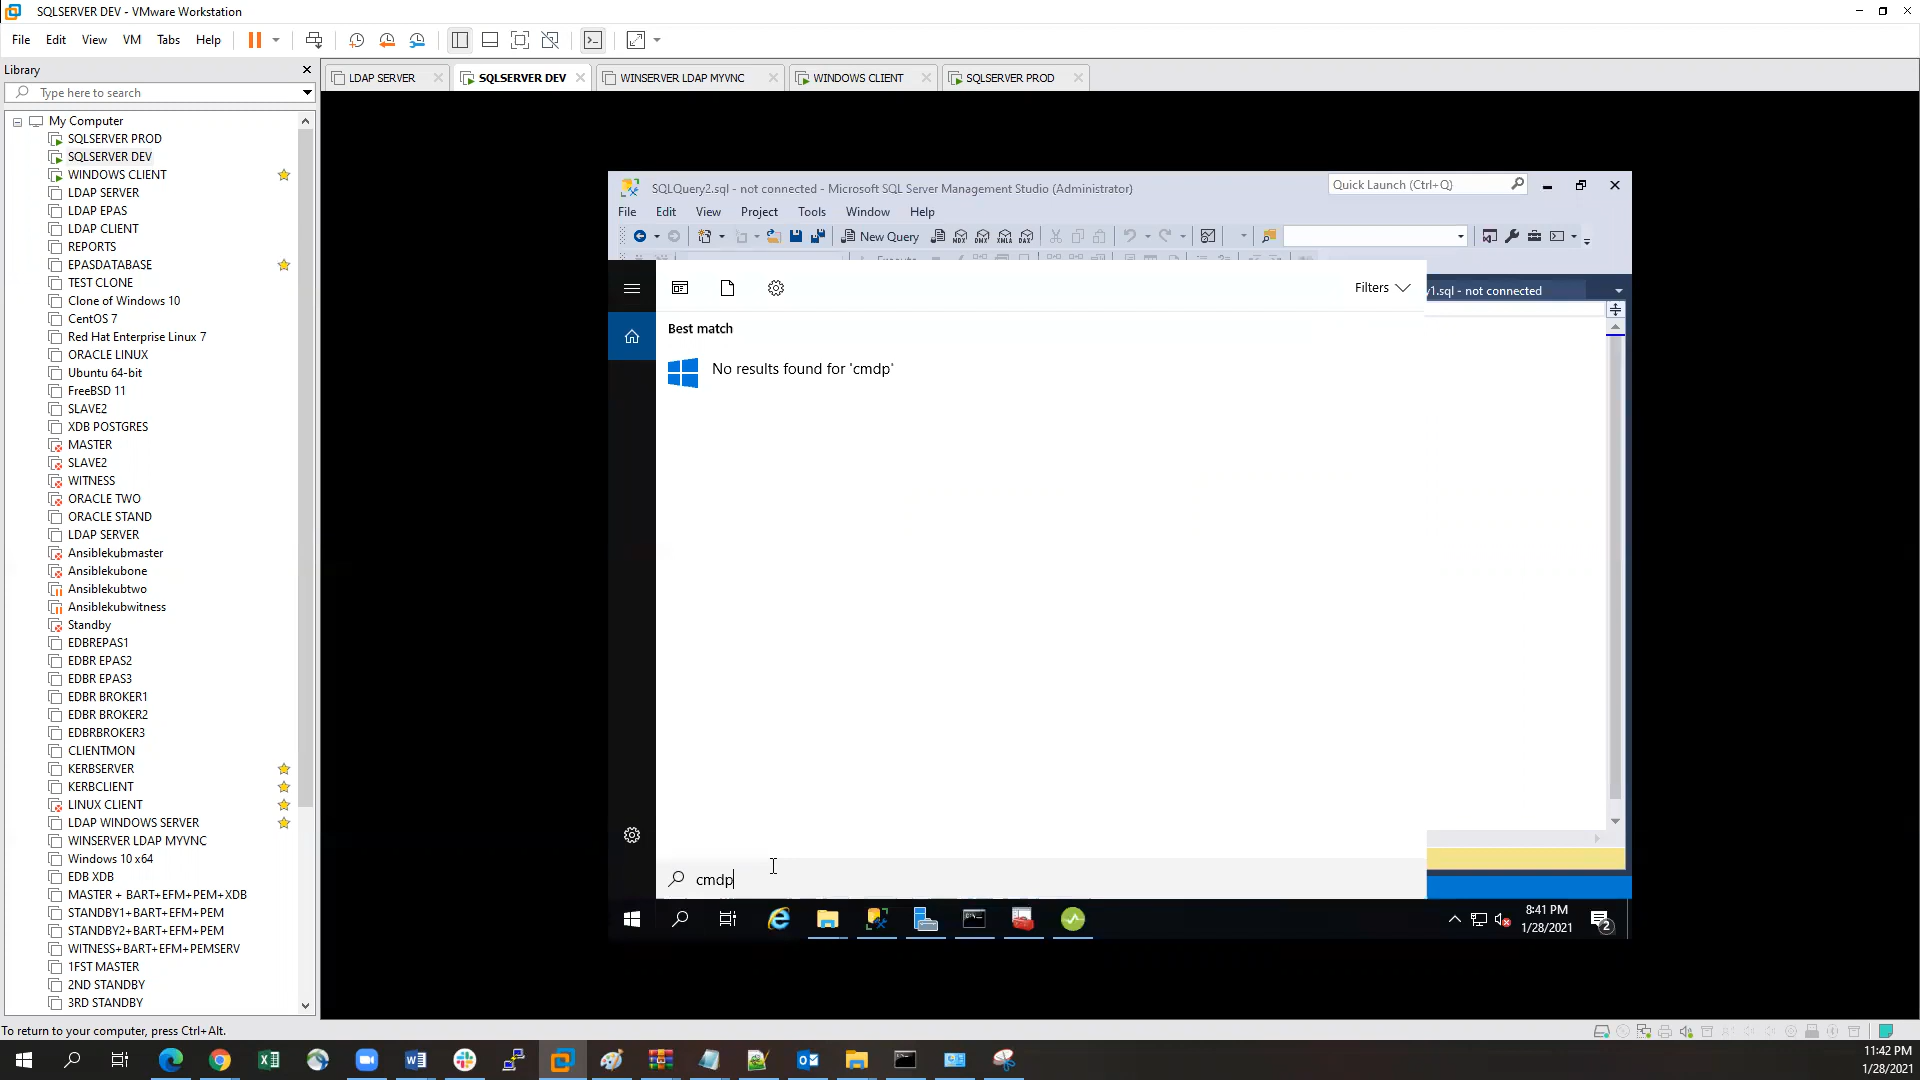 SQLSERVER DEV - VMware Workstation
File Edit View VM Tabs Help
Library
Type here to search
My Computer
SQLSERVER PROD
SQLSERVER DEV
WINDOWS CLIENT
LDAP SERVER
LDAP EPAS
LDAP CLIENT
REPORTS
EPASDATABASE
TEST CLONE
Clone of Windows 10
CentOS 7
Red Hat Enterprise Linux 7
ORACLE LINUX
Ubuntu 64-bit
FreeBSD 11
SLAVE2
XDB POSTGRES
MASTER
SLAVE2
WITNESS
ORACLE TWO
ORACLE STAND
LDAP SERVER
Ansiblekubmaster
Ansiblekubone
Ansiblekubtwo
Ansiblekubwitness
Standby
EDBREPAS1
EDBR EPAS2
EDBR EPAS3
EDBR BROKER1
EDBR BROKER2
EDBRBROKER3
CLIENTMON
KERBSERVER
KERBCLIENT
LINUX CLIENT
LDAP WINDOWS SERVER
WINSERVER LDAP MYVNC
Windows 10 x64
EDB XDB
MASTER + BART+EFM+PEM+XDB
STANDBY1+BART+EFM+PEM
STANDBY2+BART+EFM+PEM
WITNESS+BART+EFM+PEMSERV
1FST MASTER
2ND STANDBY
3RD STANDBY
LDAP SERVER SQLSERVER DEV WINSERVER LDAP MYVNC WINDOWS CLIENT SQLSERVER PROD
SQLQuery2.sql - not connected - Microsoft SQL Server Management Studio (Administrator)
Quick Launch (Ctrl+Q)
File Edit View Project Tools Window Help
New Query
MDX DMX XMLA DAX
Filters
y1.sql - not connected
Best match
No results found for 'cmdp'
cmdp
8:41 PM
1/28/2021
2
To return to your computer, press Ctrl+Alt.
11:42 PM
1/28/2021